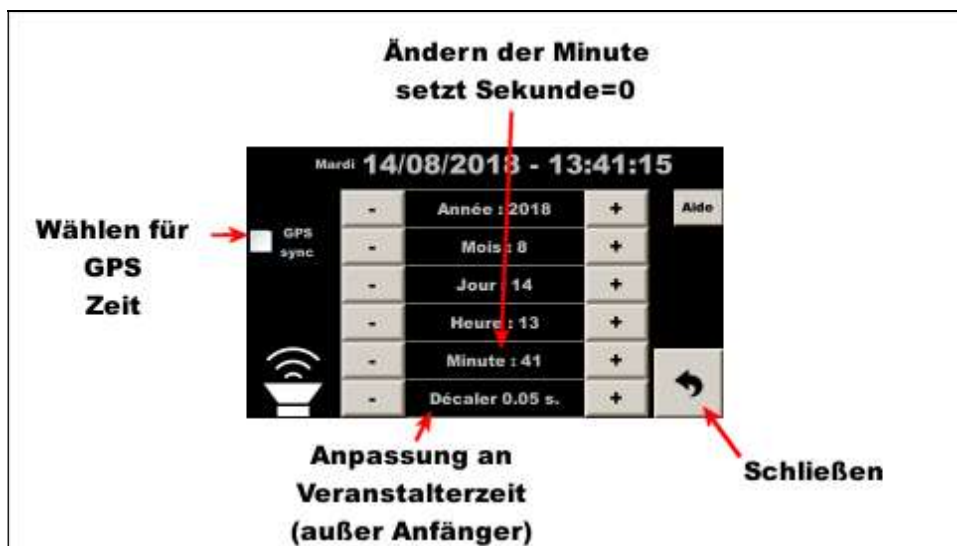 Ändern der Minute
setzt Sekunde=0
Mardi 14/08/2018 - 13:41:15
- Année : 2018 +
Aide
Wählen für
GPS
Zeit
GPS
sync
- Mois : 8 +
- Jour : 14 +
- Heure : 13 +
- Minute : 41 +
- Décaler 0.05 s. +
Anpassung an
Veranstalterzeit
(außer Anfänger)
Schließen